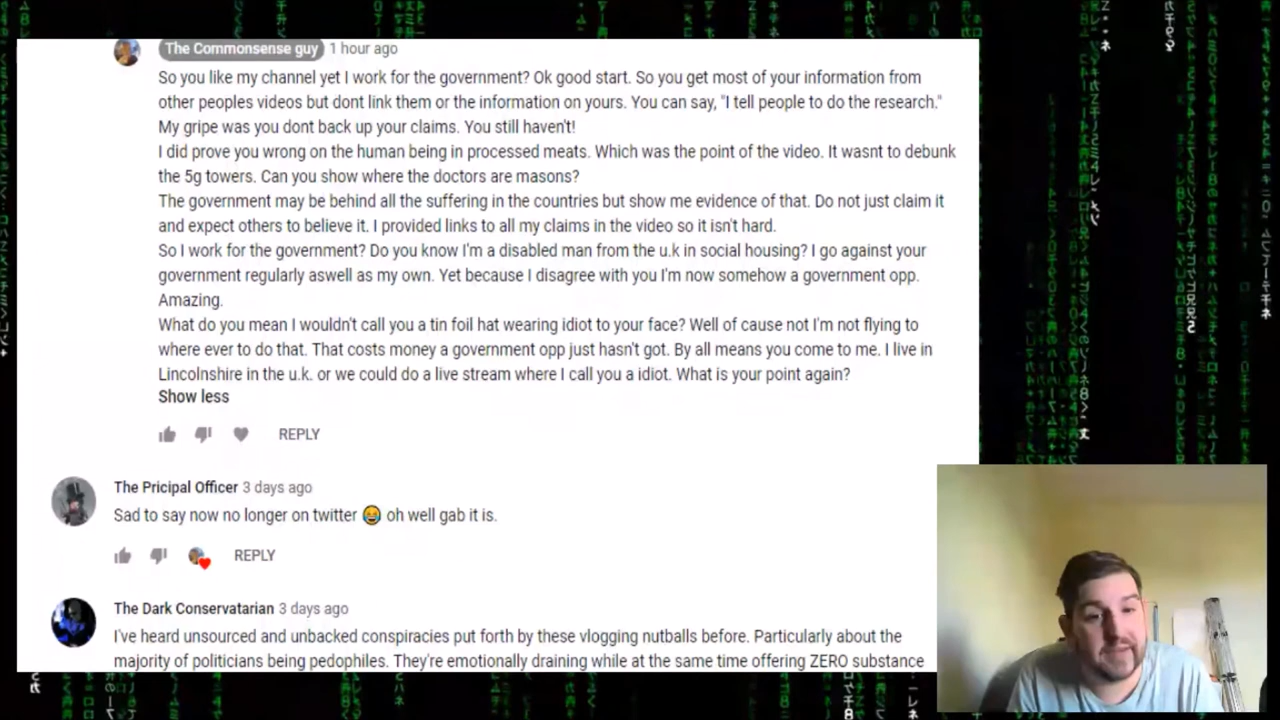 The Commonsense guy 1 hour ago
So you like my channel yet I work for the government? Ok good start. So you get most of your information from
other peoples videos but dont link them or the information on yours. You can say, "I tell people to do the research."
My gripe was you dont back up your claims. You still haven't!
I did prove you wrong on the human being in processed meats. Which was the point of the video. It wasnt to debunk
the 5g towers. Can you show where the doctors are masons?
The government may be behind all the suffering in the countries but show me evidence of that. Do not just claim it
and expect others to believe it. I provided links to all my claims in the video so it isn't hard.
So I work for the government? Do you know I'm a disabled man from the u.k in social housing? I go against your
government regularly aswell as my own. Yet because I disagree with you I'm now somehow a government opp.
Amazing.
What do you mean I wouldn't call you a tin foil hat wearing idiot to your face? Well of cause not I'm not flying to
where ever to do that. That costs money a government opp just hasn't got. By all means you come to me. I live in
Lincolnshire in the u.k. or we could do a live stream where I call you a idiot. What is your point again?
Show less
REPLY
The Pricipal Officer 3 days ago
Sad to say now no longer on twitter 😂 oh well gab it is.
REPLY
The Dark Conservatarian 3 days ago
I've heard unsourced and unbacked conspiracies put forth by these vlogging nutballs before. Particularly about the
majority of politicians being pedophiles. They're emotionally draining while at the same time offering ZERO substance